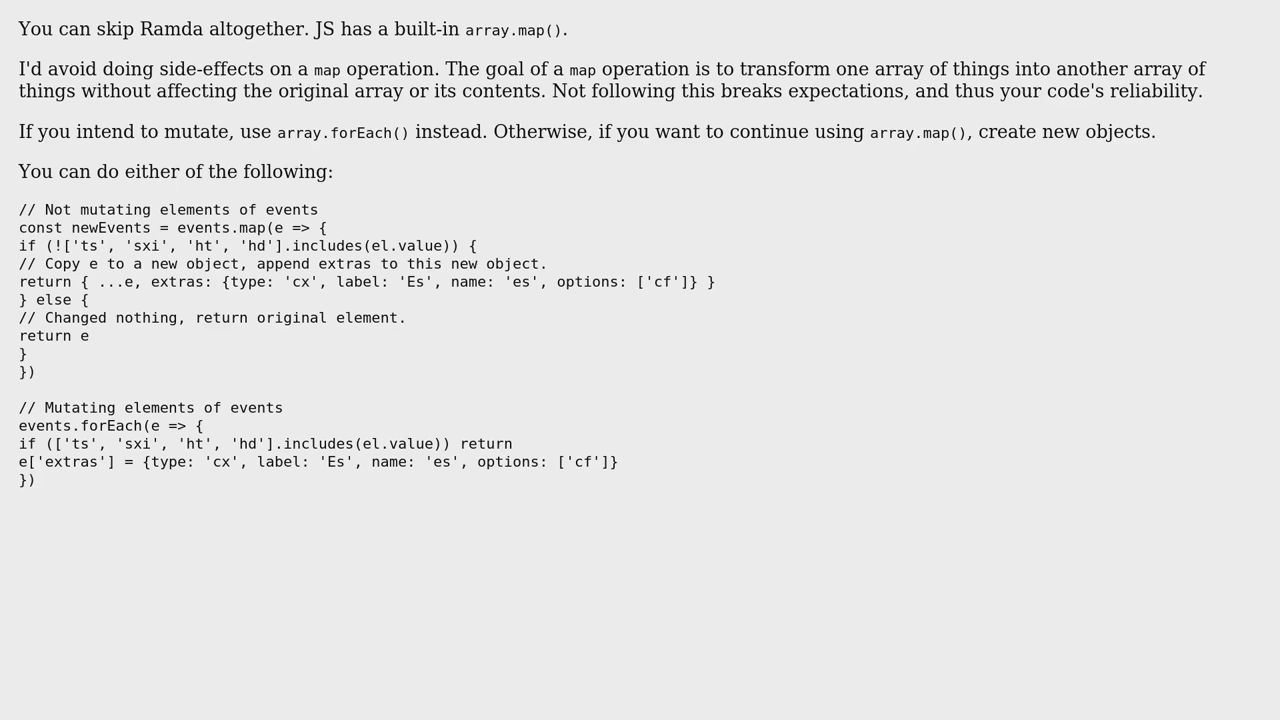 You can skip Ramda altogether. JS has a built-in array.map().
I'd avoid doing side-effects on a map operation. The goal of a map operation is to transform one array of things into another array of
things without affecting the original array or its contents. Not following this breaks expectations, and thus your code's reliability.
If you intend to mutate, use array.forEach() instead. Otherwise, if you want to continue using array.map(), create new objects.
You can do either of the following:
// Not mutating elements of events
const newEvents = events.map(e => {
if (!['ts', 'sxi', 'ht', 'hd'].includes(el.value)) {
// Copy e to a new object, append extras to this new object.
return { ...e, extras: {type: 'cx', label: 'Es', name: 'es', options: ['cf']} }
} else {
// Changed nothing, return original element.
return e
}
})
// Mutating elements of events
events.forEach(e => {
if (['ts', 'sxi', 'ht', 'hd'].includes(el.value)) return
e['extras'] = {type: 'cx', label: 'Es', name: 'es', options: ['cf']}
})